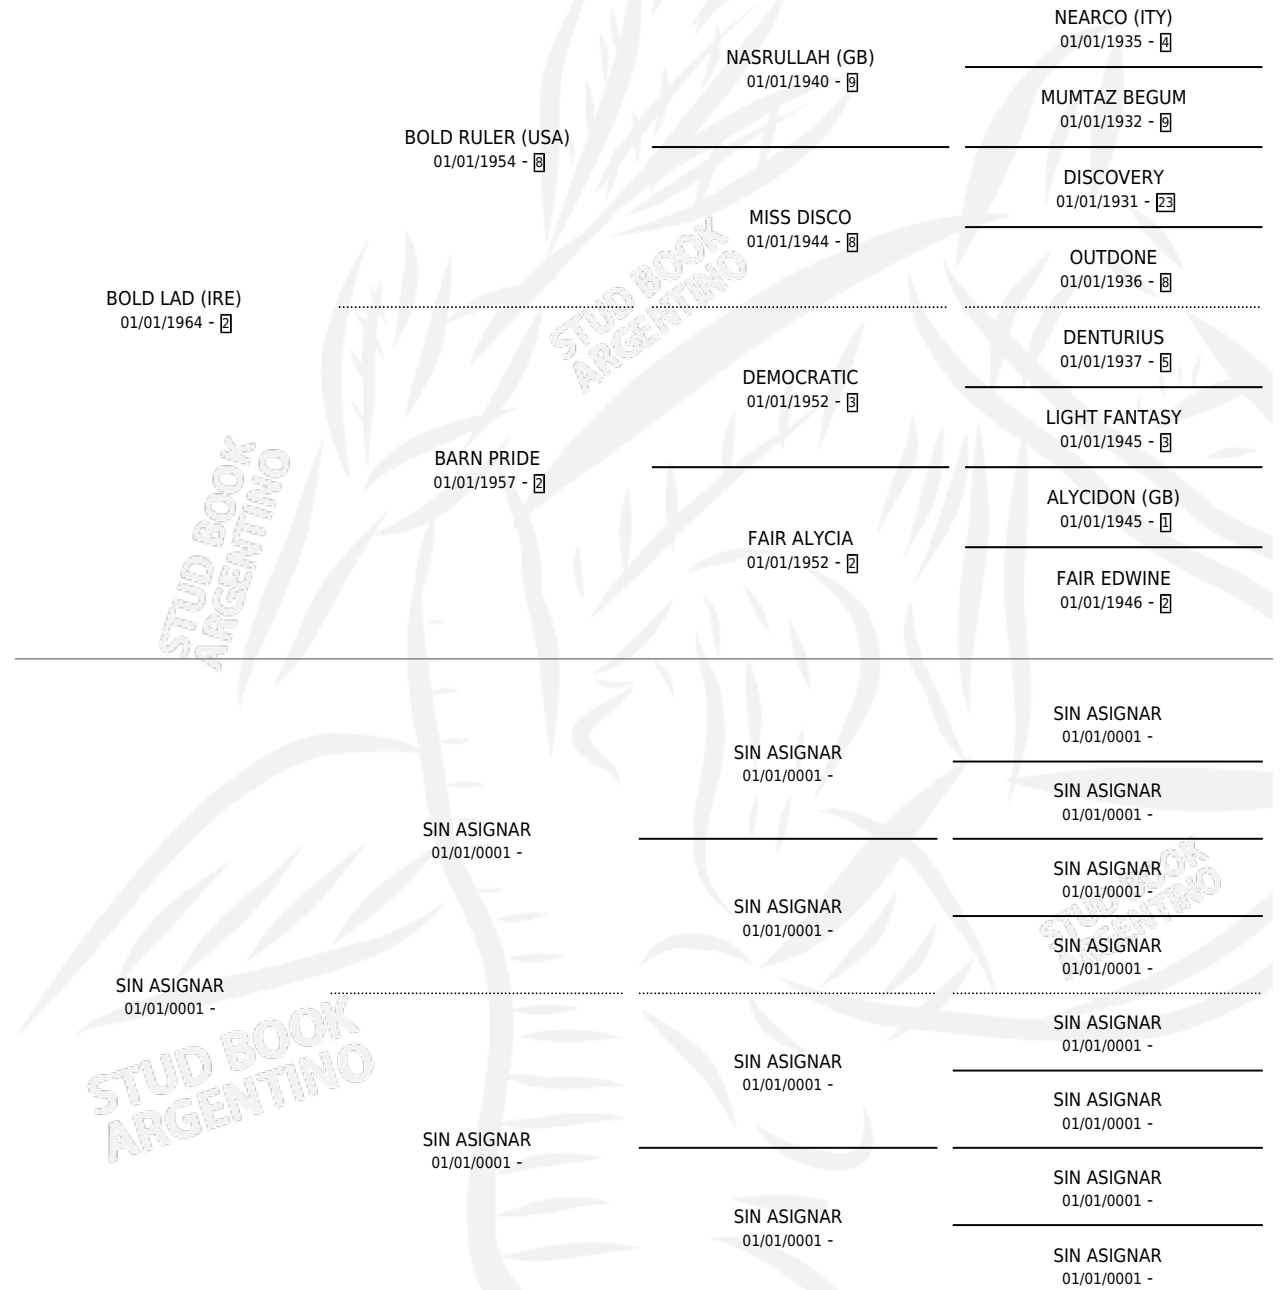 NEARCO (ITY)
01/01/1935 - 4
NASRULLAH (GB)
01/01/1940 - 9
MUMTAZ BEGUM
01/01/1932 - 9
BOLD RULER (USA)
01/01/1954 - 8
DISCOVERY
01/01/1931 - 23
MISS DISCO
01/01/1944 - 8
OUTDONE
01/01/1936 - 8
BOLD LAD (IRE)
01/01/1964 - 2
DENTURIUS
01/01/1937 - 5
DEMOCRATIC
01/01/1952 - 3
LIGHT FANTASY
01/01/1945 - 3
BARN PRIDE
01/01/1957 - 2
ALYCIDON (GB)
01/01/1945 - 1
FAIR ALYCIA
01/01/1952 - 2
FAIR EDWINE
01/01/1946 - 2
STUD BOOK
ARGENTINO
STUD BOOK
ARGENTINO
SIN ASIGNAR
01/01/0001 -
SIN ASIGNAR
01/01/0001 -
SIN ASIGNAR
01/01/0001 -
SIN ASIGNAR
01/01/0001 -
SIN ASIGNAR
01/01/0001 -
SIN ASIGNAR
01/01/0001 -
SIN ASIGNAR
01/01/0001 -
SIN ASIGNAR
01/01/0001 -
SIN ASIGNAR
01/01/0001 -
SIN ASIGNAR
01/01/0001 -
SIN ASIGNAR
01/01/0001 -
SIN ASIGNAR
01/01/0001 -
SIN ASIGNAR
01/01/0001 -
SIN ASIGNAR
01/01/0001 -
SIN ASIGNAR
01/01/0001 -
STUD BOOK
ARGENTINO
STUD BOOK
ARGENTINO